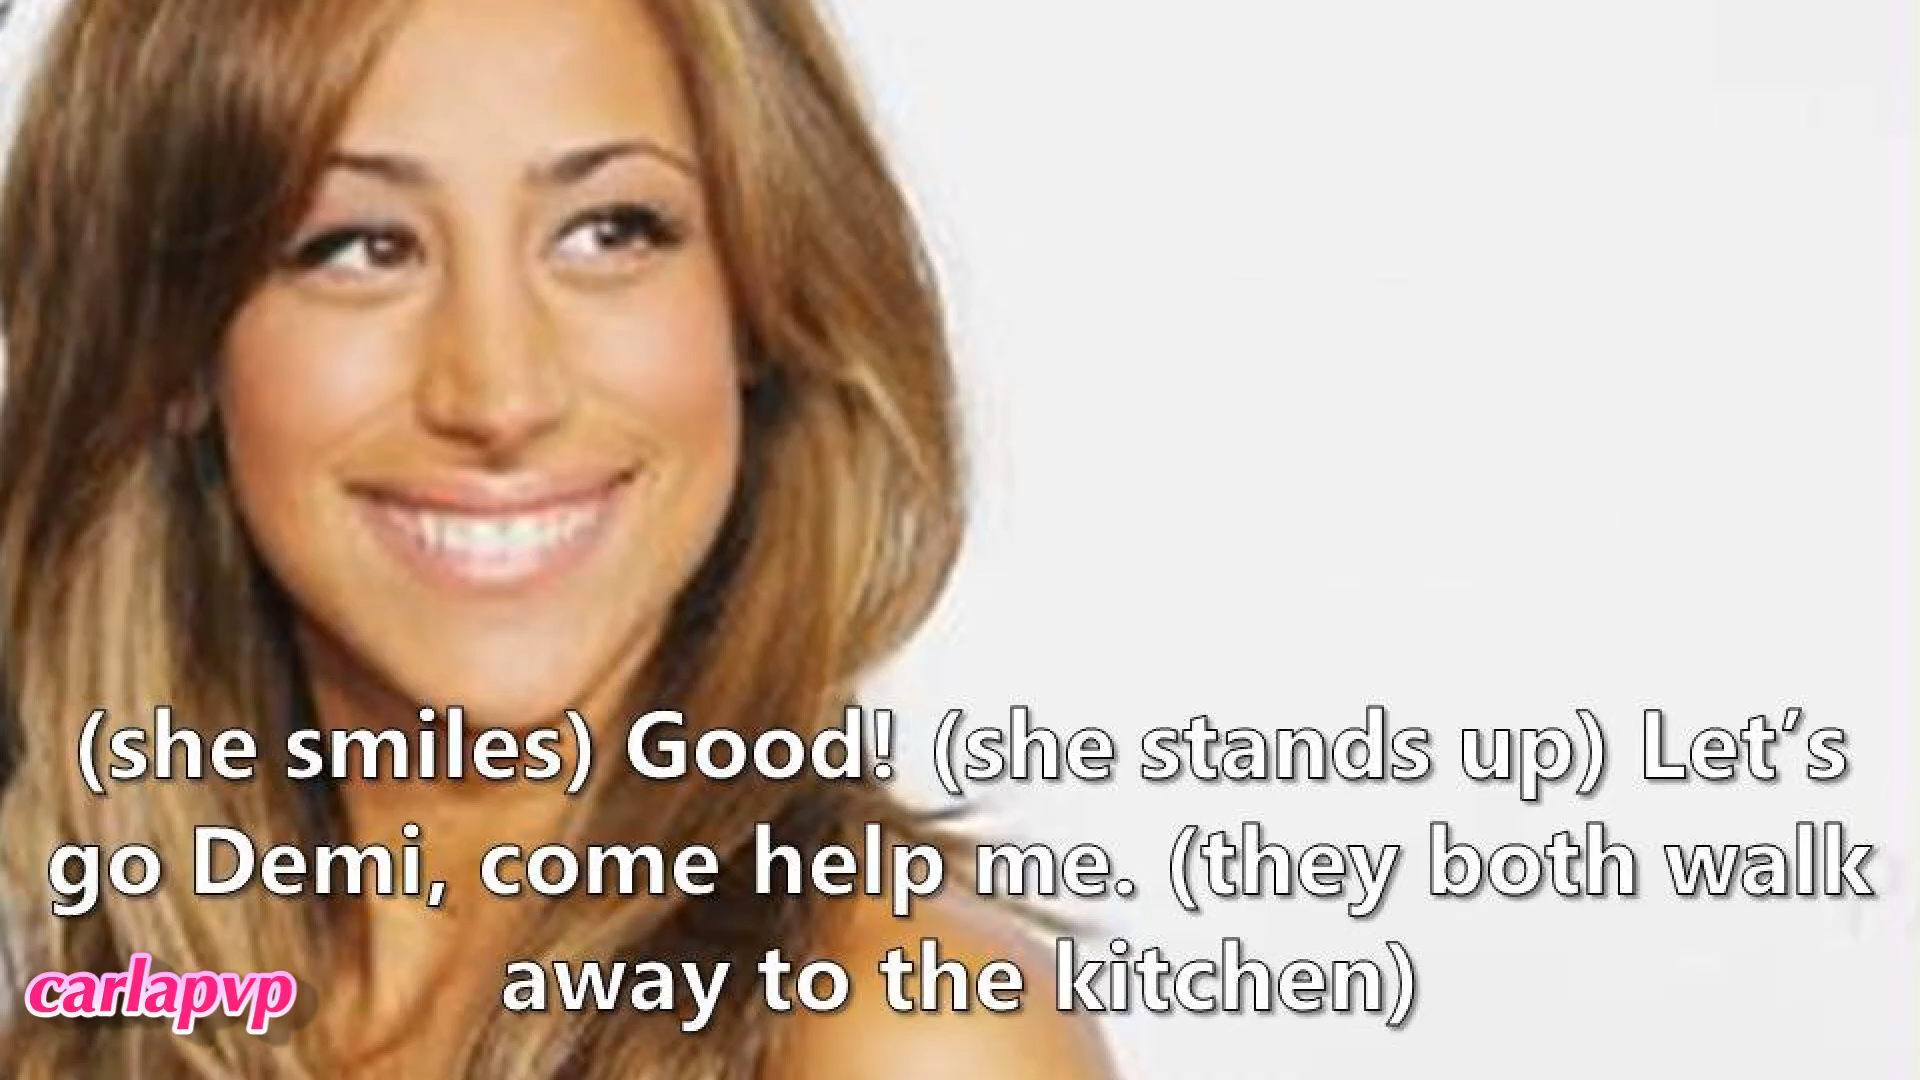 (she smiles) Good! (she stands up) Let’s
go Demi, come help me. (they both walk
away to the kitchen)
carlapvp